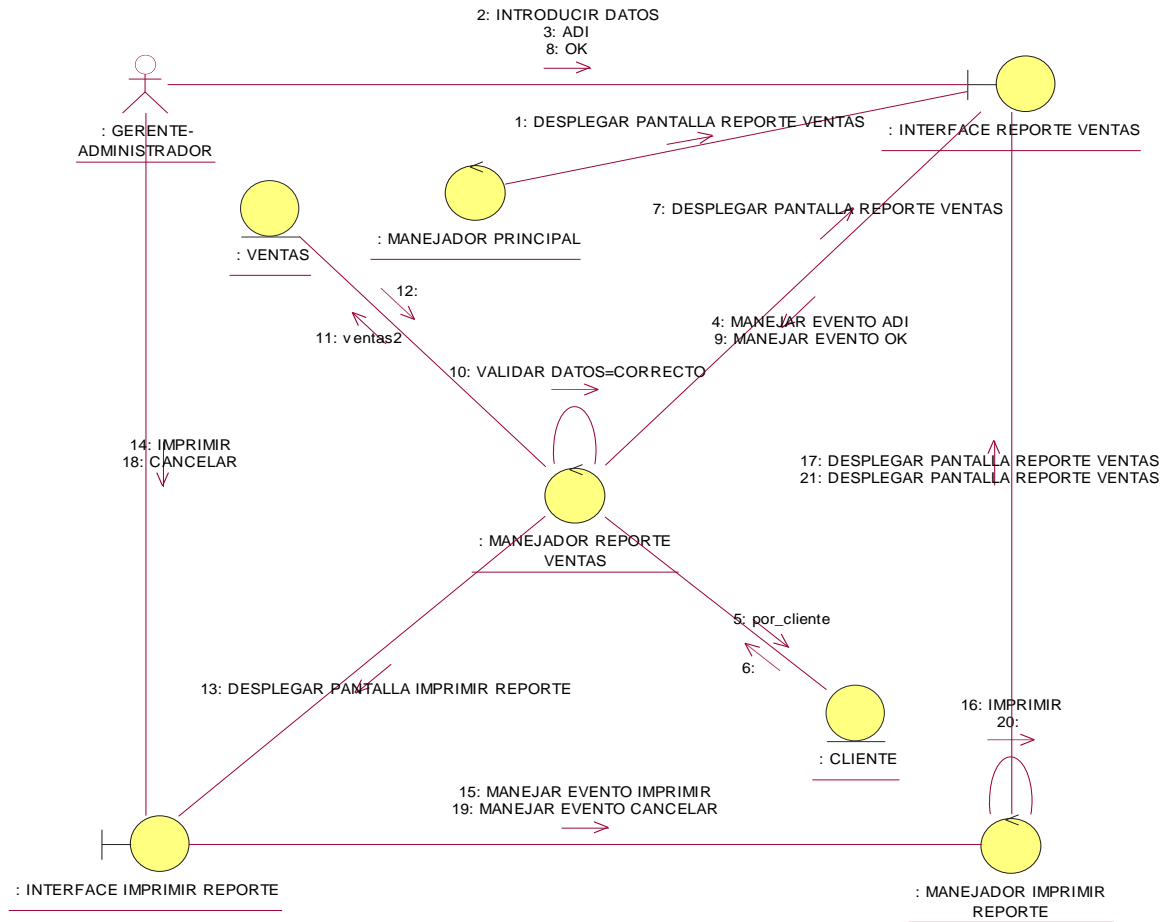 2: INTRODUCIR DATOS
3: ADI
8: OK
: GERENTE-
ADMINISTRADOR
1: DESPLEGAR PANTALLA REPORTE VENTAS
: INTERFACE REPORTE VENTAS
7: DESPLEGAR PANTALLA REPORTE VENTAS
: MANEJADOR PRINCIPAL
: VENTAS
12:
11: ventas2
4: MANEJAR EVENTO ADI
9: MANEJAR EVENTO OK
10: VALIDAR DATOS=CORRECTO
14: IMPRIMIR
18: CANCELAR
17: DESPLEGAR PANTALLA REPORTE VENTAS
21: DESPLEGAR PANTALLA REPORTE VENTAS
: MANEJADOR REPORTE
VENTAS
5: por_cliente
6:
13: DESPLEGAR PANTALLA IMPRIMIR REPORTE
16: IMPRIMIR
20:
: CLIENTE
15: MANEJAR EVENTO IMPRIMIR
19: MANEJAR EVENTO CANCELAR
: INTERFACE IMPRIMIR REPORTE
: MANEJADOR IMPRIMIR
REPORTE